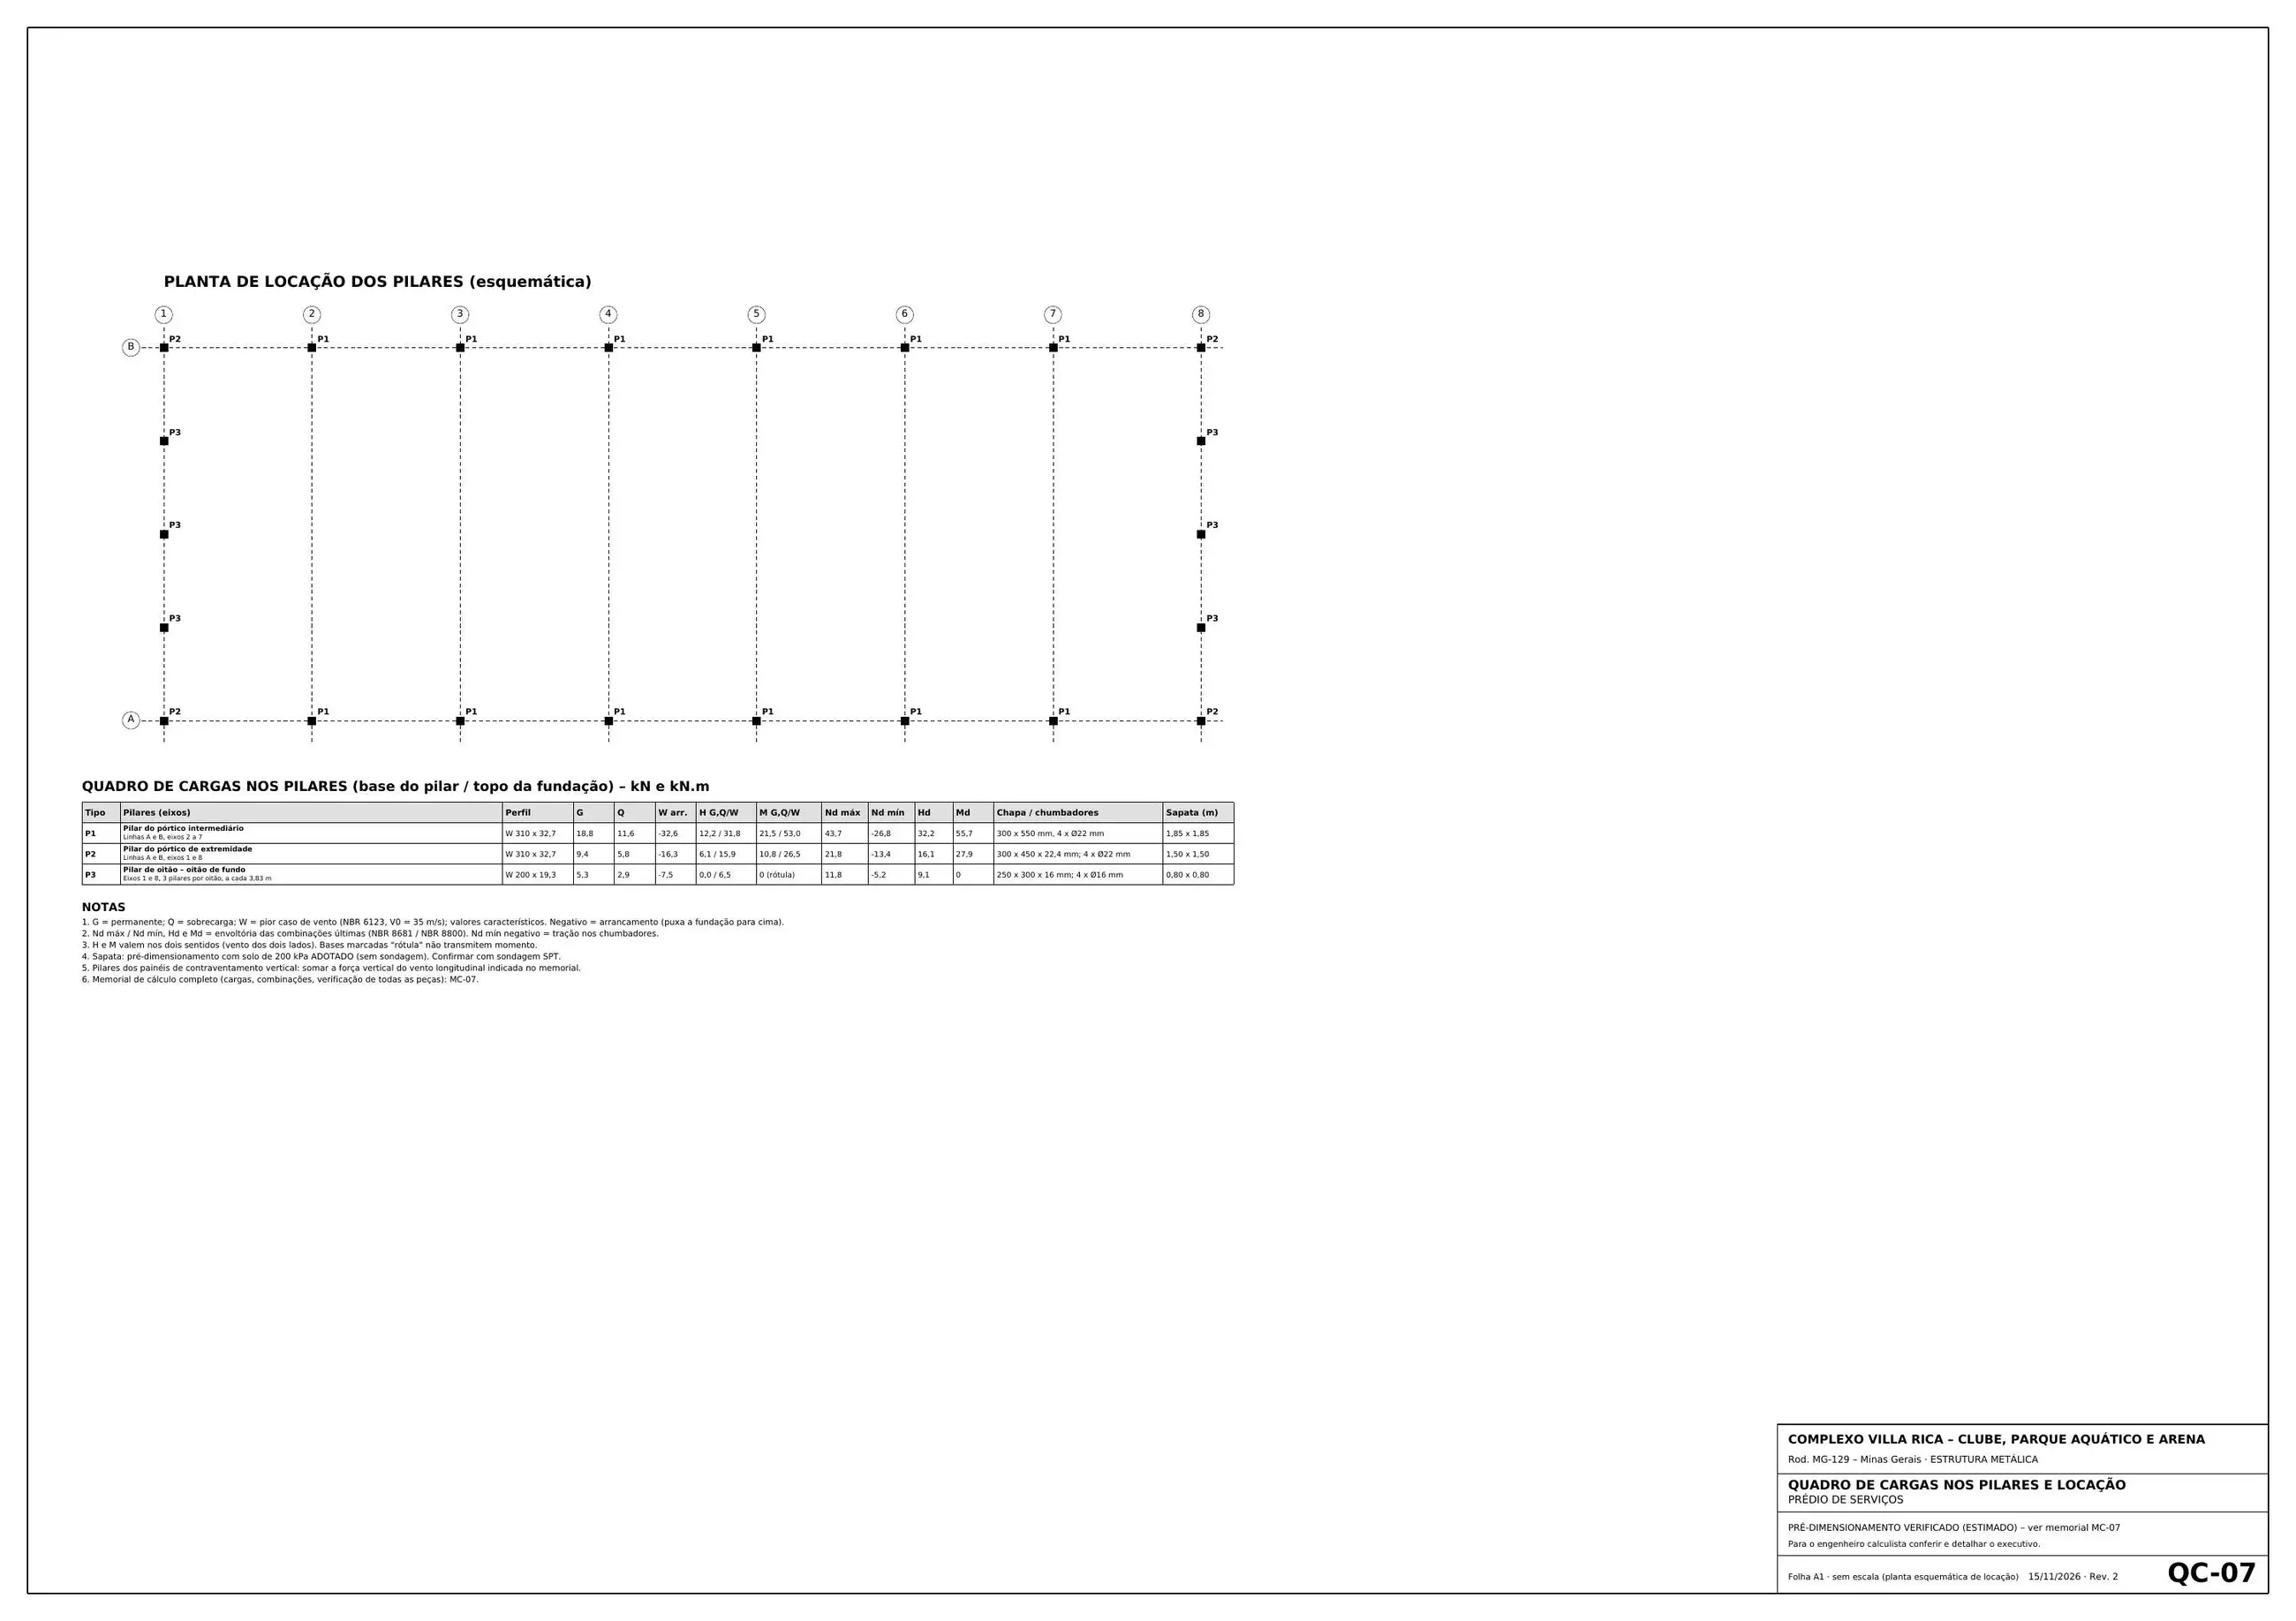 PLANTA DE LOCAÇÃO DOS PILARES (esquemática)
1 2 3 4 5 6 7 8
B P2 P1 P1 P1 P1 P1 P1 P2
P3 P3
P3 P3
P3 P3
A P2 P1 P1 P1 P1 P1 P1 P2
QUADRO DE CARGAS NOS PILARES (base do pilar / topo da fundação) – kN e kN.m
Tipo Pilares (eixos) Perfil G Q W arr. H G,Q/W M G,Q/W Nd máx Nd mín Hd Md Chapa / chumbadores Sapata (m)
P1 Pilar do pórtico intermediário W 310 x 32,7 18,8 11,6 -32,6 12,2 / 31,8 21,5 / 53,0 43,7 -26,8 32,2 55,7 300 x 550 mm, 4 x Ø22 mm 1,85 x 1,85
Linhas A e B, eixos 2 a 7
P2 Pilar do pórtico de extremidade W 310 x 32,7 9,4 5,8 -16,3 6,1 / 15,9 10,8 / 26,5 21,8 -13,4 16,1 27,9 300 x 450 x 22,4 mm; 4 x Ø22 mm 1,50 x 1,50
Linhas A e B, eixos 1 e 8
P3 Pilar de oitão – oitão de fundo W 200 x 19,3 5,3 2,9 -7,5 0,0 / 6,5 0 (rótula) 11,8 -5,2 9,1 0 250 x 300 x 16 mm; 4 x Ø16 mm 0,80 x 0,80
Eixos 1 e 8, 3 pilares por oitão, a cada 3,83 m
NOTAS
1. G = permanente; Q = sobrecarga; W = pior caso de vento (NBR 6123, V0 = 35 m/s); valores característicos. Negativo = arrancamento (puxa a fundação para cima).
2. Nd máx / Nd mín, Hd e Md = envoltória das combinações últimas (NBR 8681 / NBR 8800). Nd mín negativo = tração nos chumbadores.
3. H e M valem nos dois sentidos (vento dos dois lados). Bases marcadas "rótula" não transmitem momento.
4. Sapata: pré-dimensionamento com solo de 200 kPa ADOTADO (sem sondagem). Confirmar com sondagem SPT.
5. Pilares dos painéis de contraventamento vertical: somar a força vertical do vento longitudinal indicada no memorial.
6. Memorial de cálculo completo (cargas, combinações, verificação de todas as peças): MC-07.
COMPLEXO VILLA RICA – CLUBE, PARQUE AQUÁTICO E ARENA
Rod. MG-129 – Minas Gerais · ESTRUTURA METÁLICA
QUADRO DE CARGAS NOS PILARES E LOCAÇÃO
PRÉDIO DE SERVIÇOS
PRÉ-DIMENSIONAMENTO VERIFICADO (ESTIMADO) – ver memorial MC-07
Para o engenheiro calculista conferir e detalhar o executivo.
Folha A1 · sem escala (planta esquemática de locação) 15/11/2026 · Rev. 2 QC-07